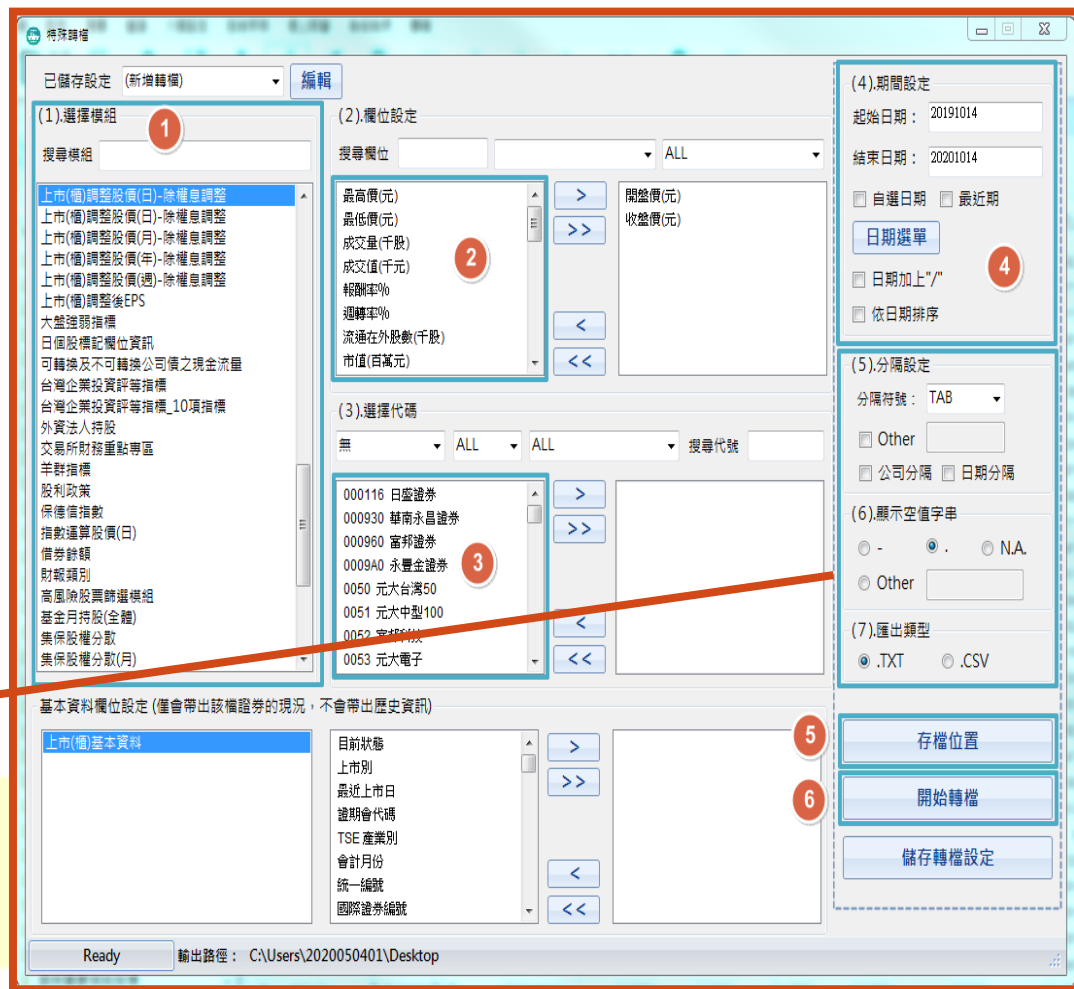 特殊轉檔
已儲存設定 (新增轉檔) 編輯
(1).選擇模組
1
搜尋模組
上市(櫃)調整股價(日)-除權息調整
上市(櫃)調整股價(日)-除權息調整
上市(櫃)調整股價(月)-除權息調整
上市(櫃)調整股價(年)-除權息調整
上市(櫃)調整股價(週)-除權息調整
上市(櫃)調整後EPS
大盤強弱指標
日個股標記欄位資訊
可轉換及不可轉換公司債之現金流量
台灣企業投資評等指標
台灣企業投資評等指標_10項指標
外資法人持股
交易所財務重點專區
羊群指標
股利政策
保德信指數
指數還算股價(日)
借券餘額
財報類別
高風險股票篩選模組
基金月持股(全體)
集保股權分散
集保股權分散(月)
(2).欄位設定
搜尋欄位 ALL
最高價(元)
最低價(元)
成交量(千股)
成交值(千元)
報酬率%
週轉率%
流通在外股數(千股)
市值(百萬元)
2
>
>>
<
<<
開盤價(元)
收盤價(元)
(3).選擇代碼
無 ALL ALL 搜尋代號
000116 日盛證券
000930 華南永昌證券
000960 富邦證券
0009A0 永豐金證券
0050 元大台灣50
0051 元大中型100
0052 富邦科技
0053 元大電子
3
>
>>
<
<<
(4).期間設定
起始日期： 20191014
結束日期： 20201014
自選日期 最近期
日期選單
4
日期加上"/"
依日期排序
(5).分隔設定
分隔符號： TAB
Other
公司分隔 日期分隔
(6).顯示空值字串
- . N.A.
Other
(7).匯出類型
.TXT .CSV
基本資料欄位設定 (僅會帶出該檔證券的現況，不會帶出歷史資訊)
上市(櫃)基本資料
目前狀態
上市別
最近上市日
證期會代碼
TSE 產業別
會計月份
統一編號
國際證券編號
>
>>
<
<<
5
存檔位置
6
開始轉檔
儲存轉檔設定
Ready 輸出路徑： C:\Users\2020050401\Desktop